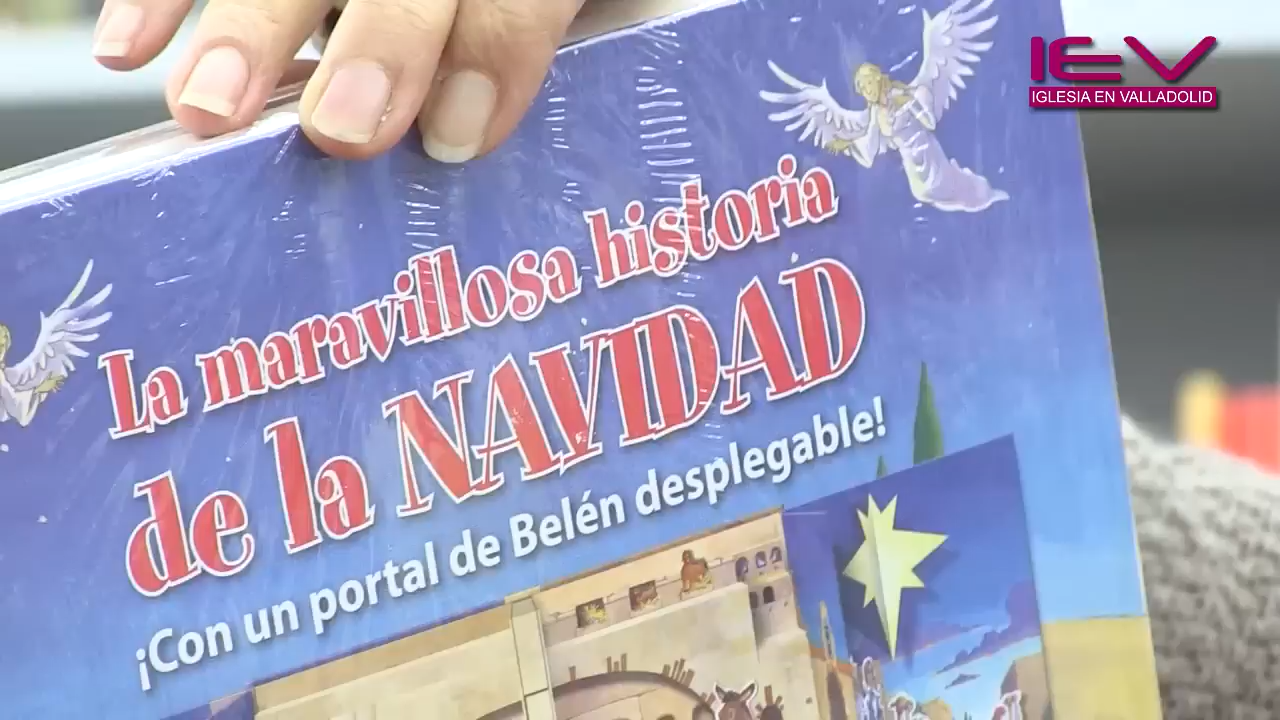 IEV
IGLESIA EN VALLADOLID
La maravillosa historia
de la NAVIDAD
¡Con un portal de Belén desplegable!